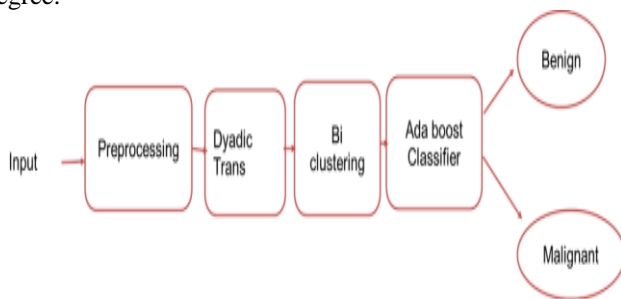 egree.
Input
Preprocessing
Dyadic
Trans
Bi
clustering
Ada boost
Classifier
Benign
Malignant